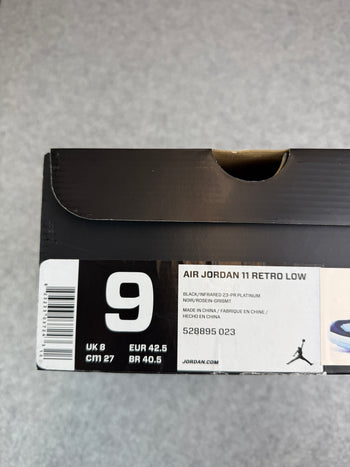 9
UK 8 EUR 42.5
cm 27 BR 40.5
AIR JORDAN 11 RETRO LOW
BLACK/INFRARED 23-PR PLATINUM
NOIR/ROSEIN-GRIBMT
MADE IN CHINA / FABRIQUE EN CHINE /
HECHO EN CHINA
528895 023
JORDAN.COM